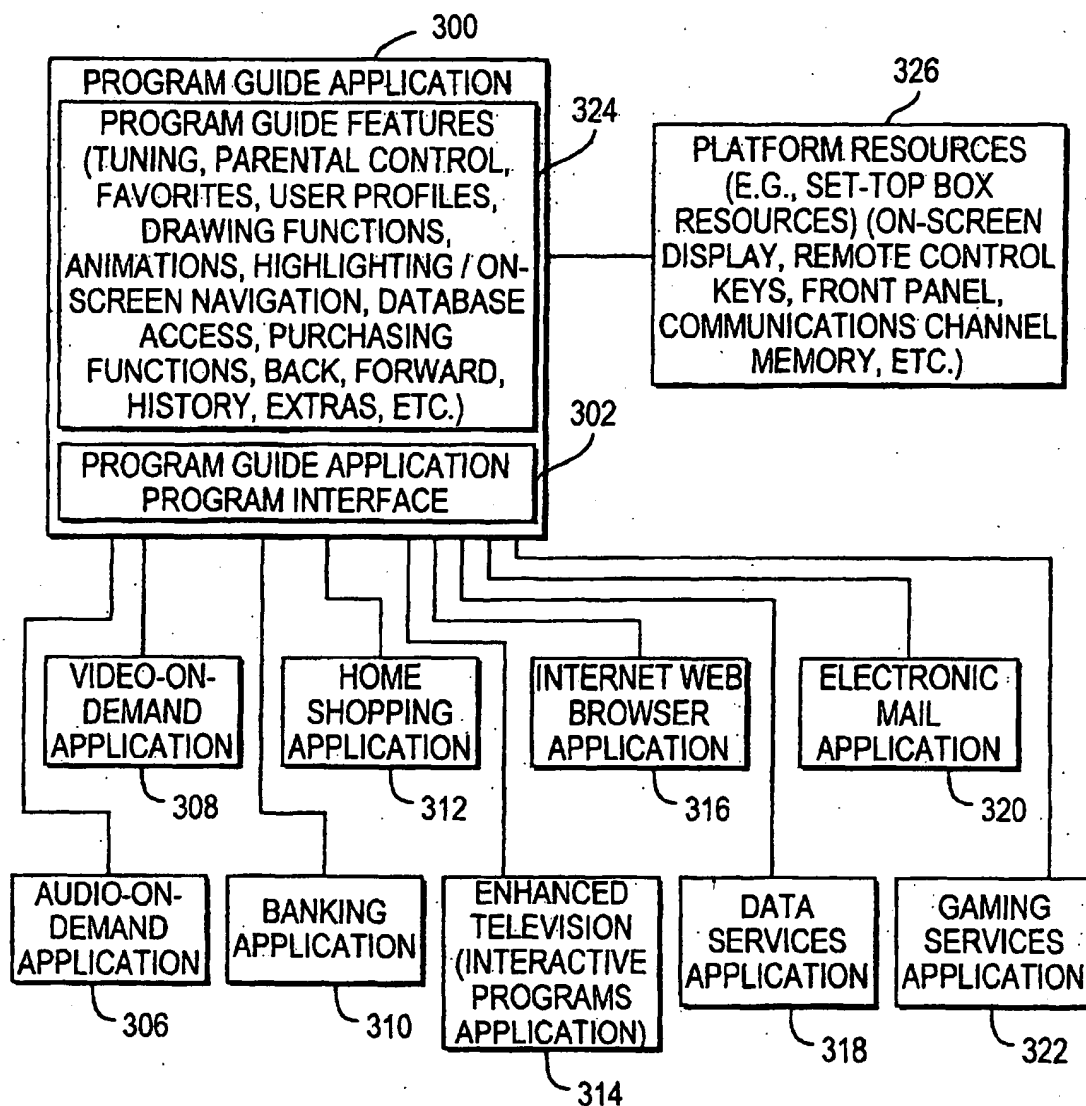 300
PROGRAM GUIDE APPLICATION
324
PROGRAM GUIDE FEATURES
(TUNING, PARENTAL CONTROL,
FAVORITES, USER PROFILES,
DRAWING FUNCTIONS,
ANIMATIONS, HIGHLIGHTING / ON-
SCREEN NAVIGATION, DATABASE
ACCESS, PURCHASING
FUNCTIONS, BACK, FORWARD,
HISTORY, EXTRAS, ETC.)
302
PROGRAM GUIDE APPLICATION
PROGRAM INTERFACE
326
PLATFORM RESOURCES
(E.G., SET-TOP BOX
RESOURCES) (ON-SCREEN
DISPLAY, REMOTE CONTROL
KEYS, FRONT PANEL,
COMMUNICATIONS CHANNEL
MEMORY, ETC.)
VIDEO-ON-
DEMAND
APPLICATION
308
HOME
SHOPPING
APPLICATION
312
INTERNET WEB
BROWSER
APPLICATION
316
ELECTRONIC
MAIL
APPLICATION
320
AUDIO-ON-
DEMAND
APPLICATION
306
BANKING
APPLICATION
310
ENHANCED
TELEVISION
(INTERACTIVE
PROGRAMS
APPLICATION)
314
DATA
SERVICES
APPLICATION
318
GAMING
SERVICES
APPLICATION
322